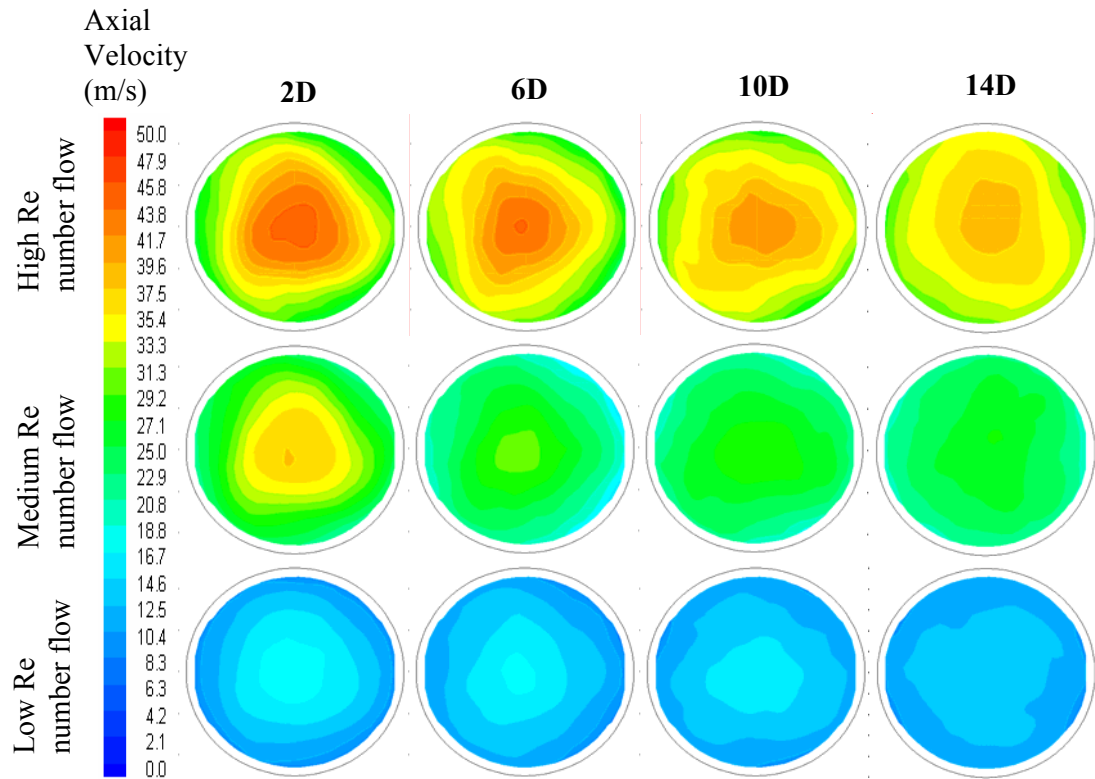 Axial
Velocity
(m/s)
2D 6D 10D 14D
High Re
number flow
Medium Re
number flow
Low Re
number flow
50.0
47.9
45.8
43.8
41.7
39.6
37.5
35.4
33.3
31.3
29.2
27.1
25.0
22.9
20.8
18.8
16.7
14.6
12.5
10.4
8.3
6.3
4.2
2.1
0.0